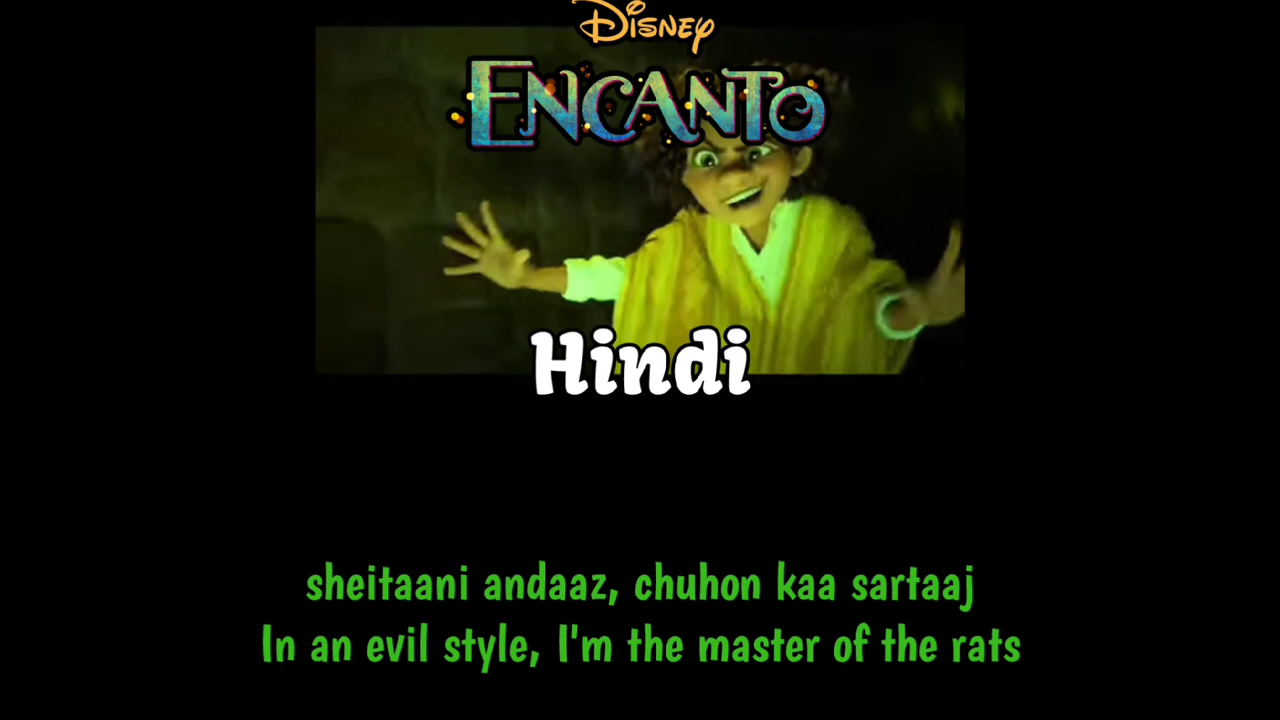 Disney
ENCANTO
Hindi
sheitaani andaaz, chuhon kaa sartaaj
In an evil style, I'm the master of the rats